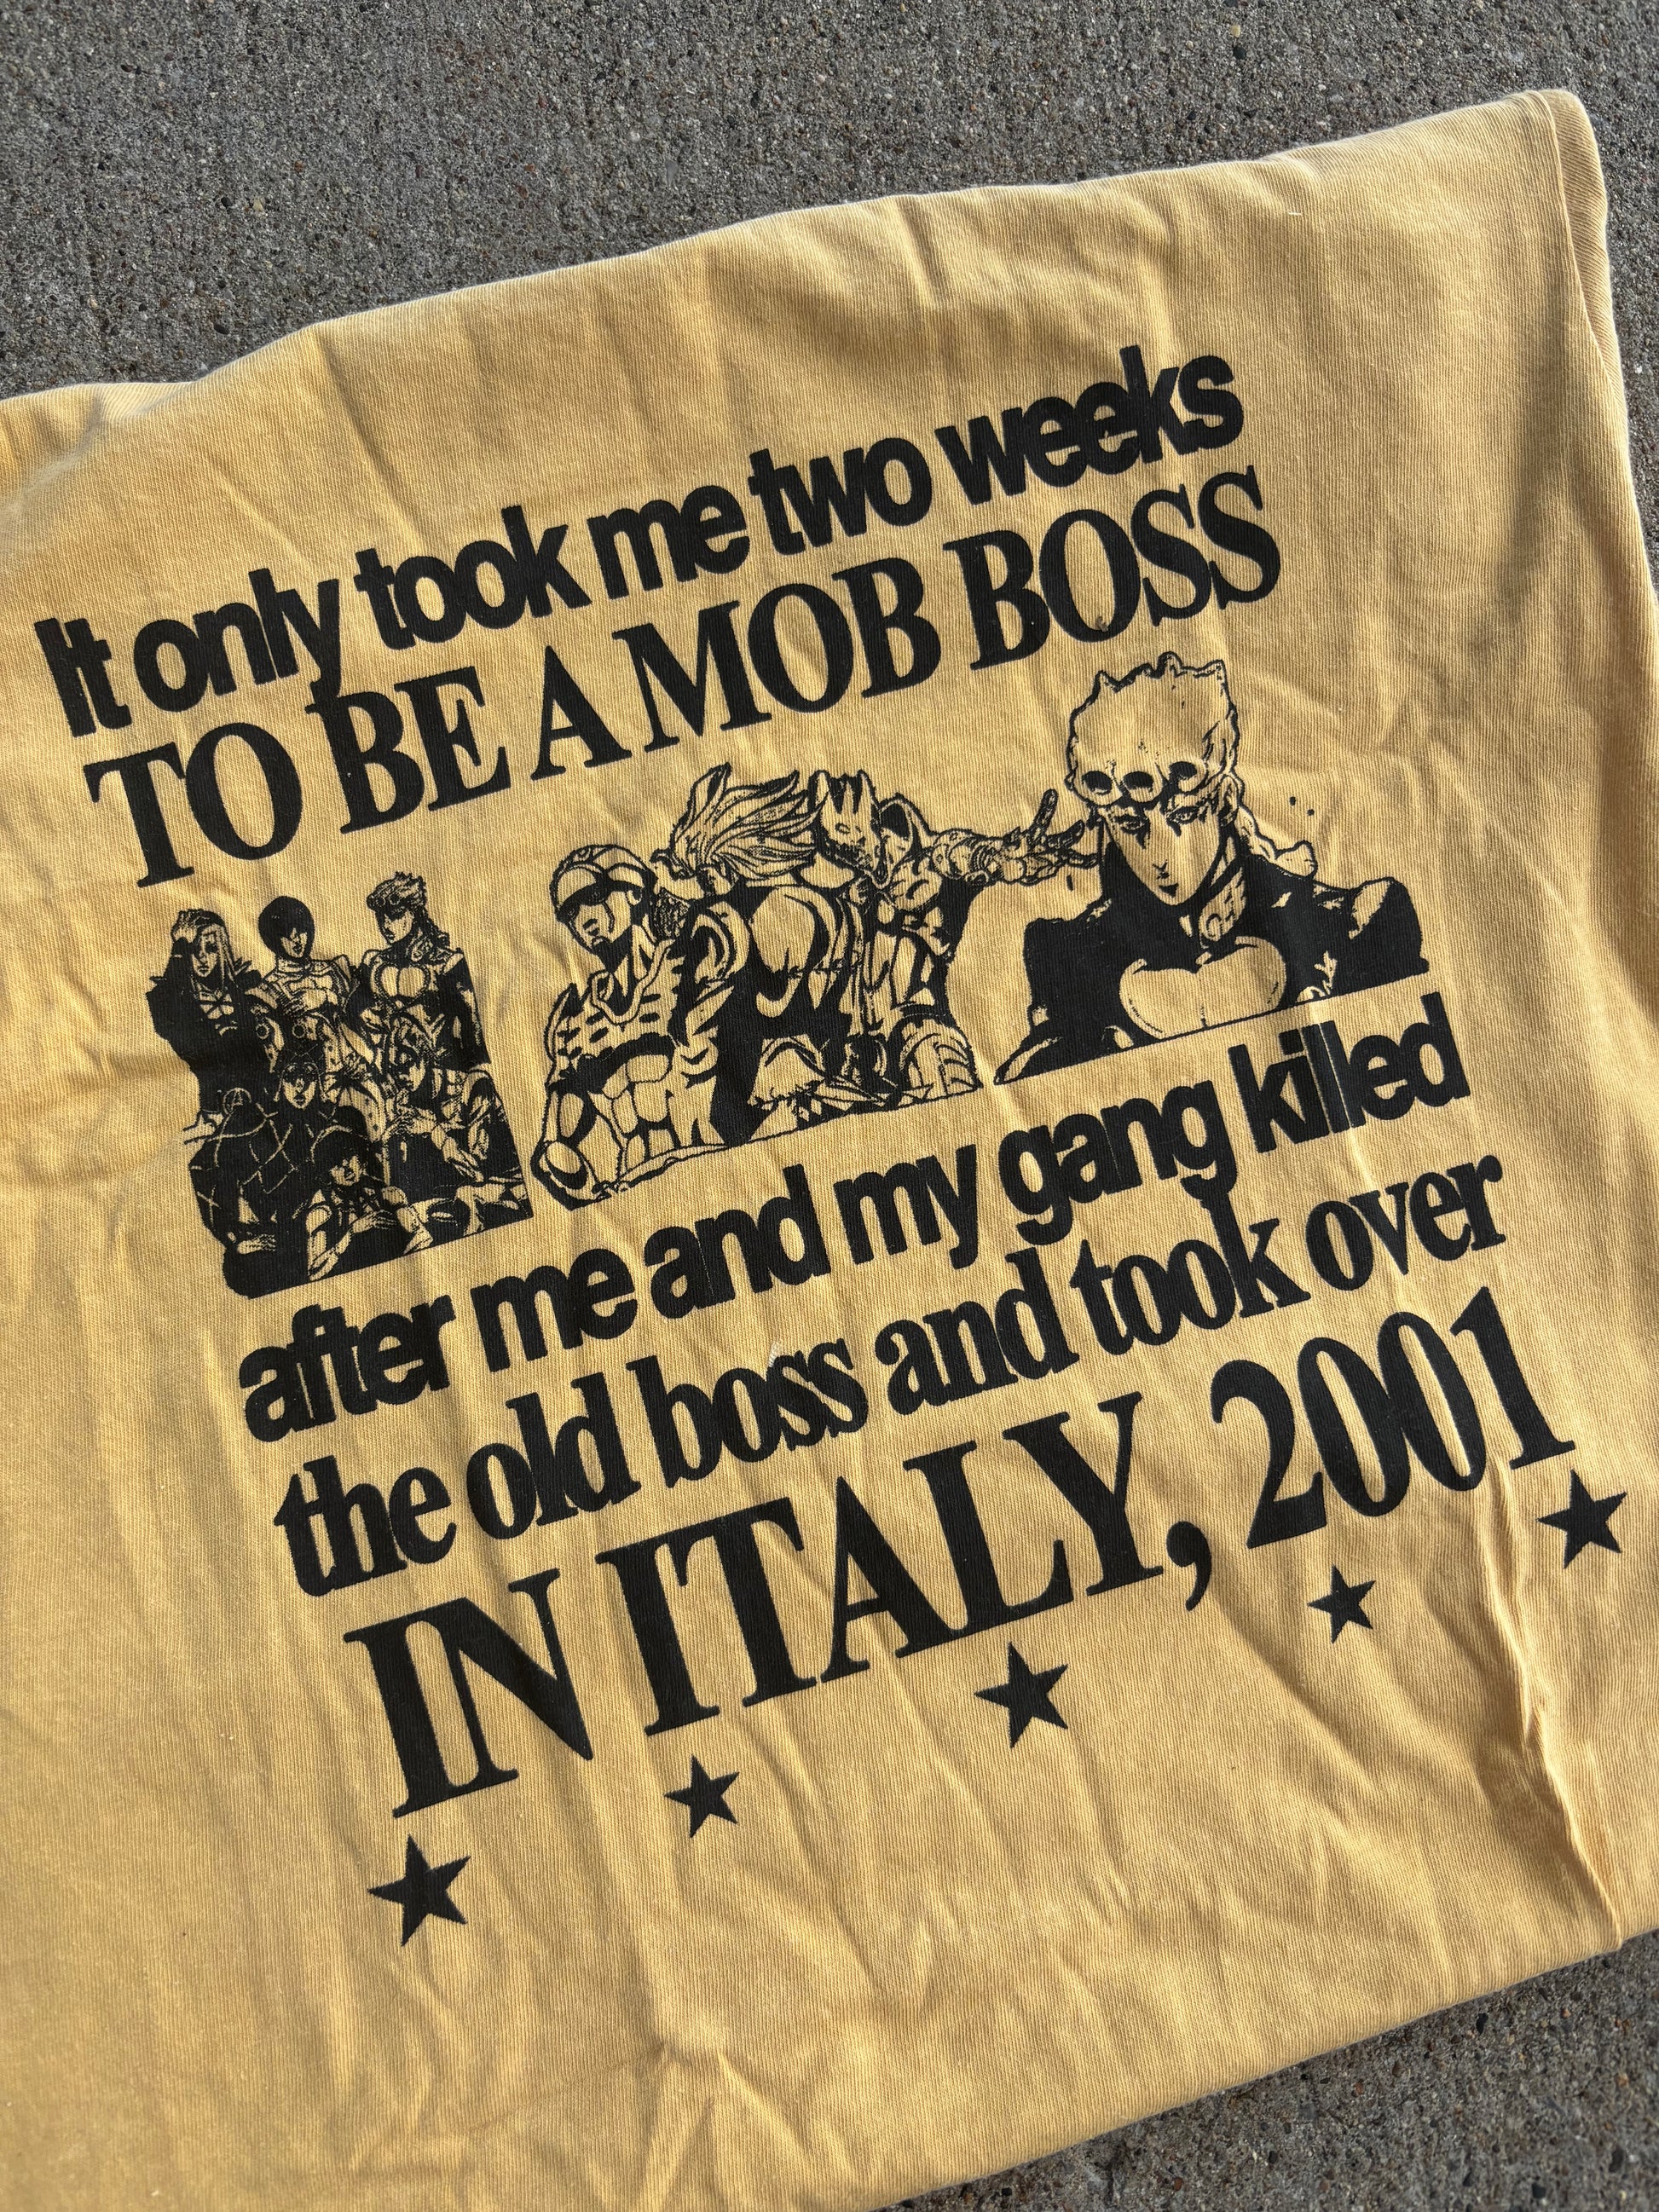 It only took me two weeks
TO BE A MOB BOSS
after me and my gang killed
the old boss and took over
IN ITALY, 2001